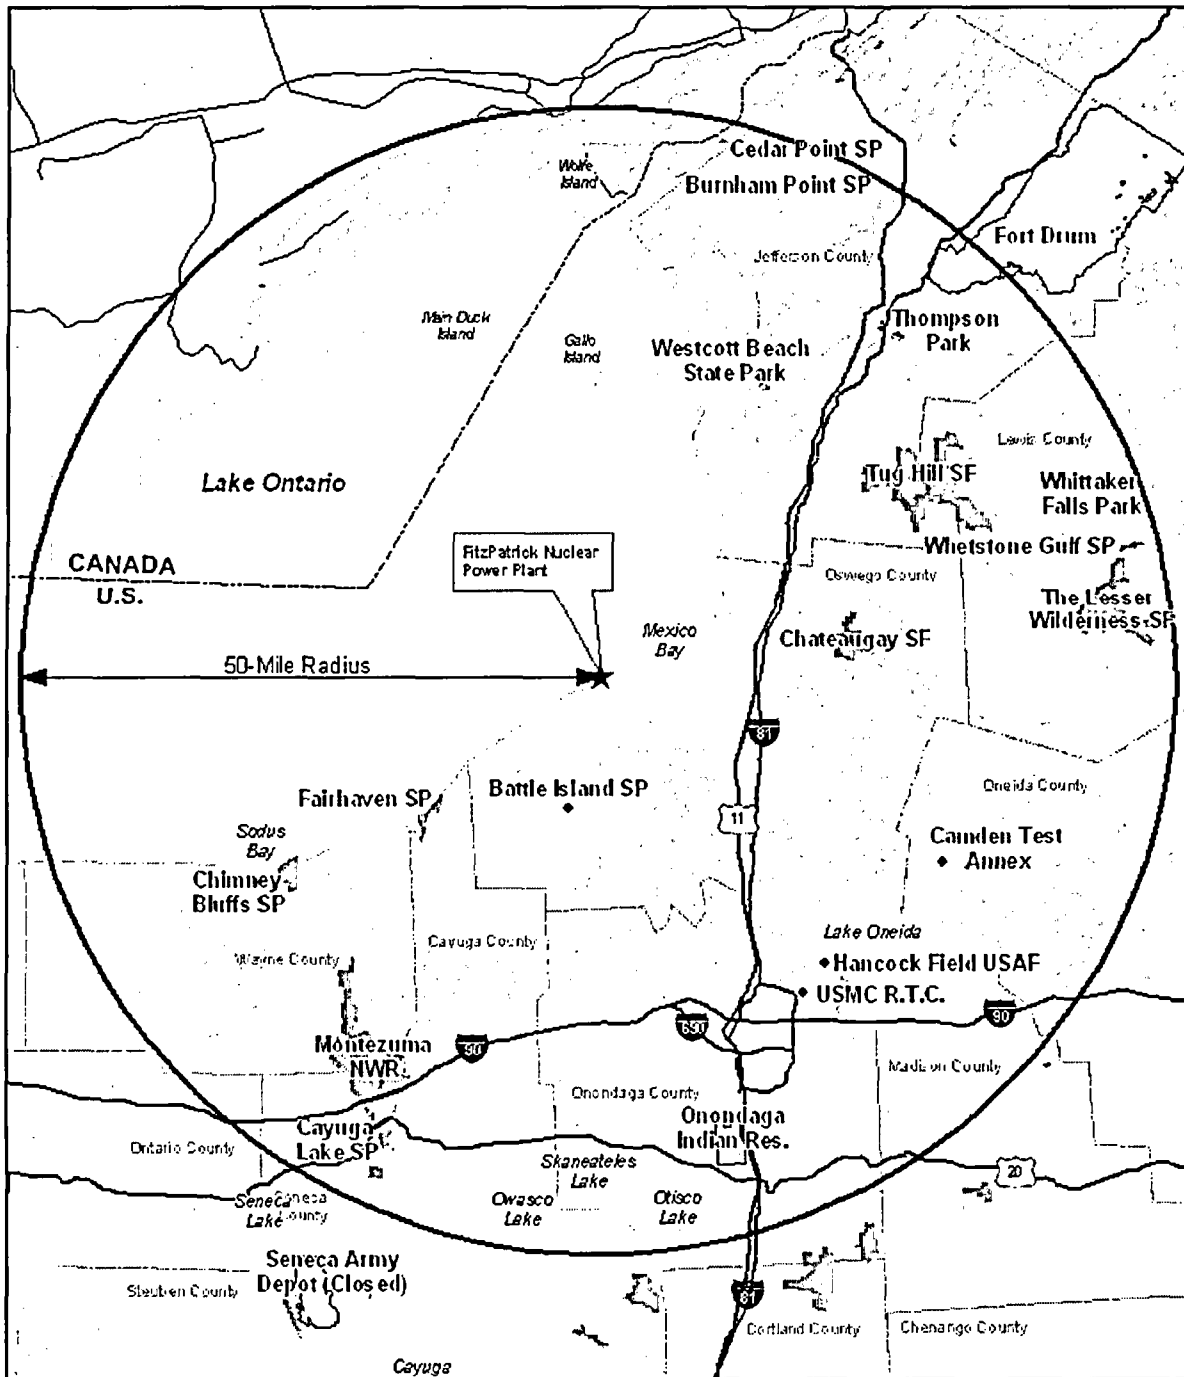 Cedar Point SP
Wolfe
Island
Burnham Point SP
Fort Drum
Jefferson County
Main Duck
Island
Gallo
Island
Thompson
Park
Westcott Beach
State Park
Lewis County
Lake Ontario
Tug Hill SF
Whittaker
Falls Park
Whetstone Gulf SP
FitzPatrick Nuclear
Power Plant
CANADA
U.S.
Oswego County
The Lesser
Wilderness SF
Mexico
Bay
Chateaugay SF
50-Mile Radius
81
Battle Island SP
Oneida County
Fairhaven SP
11
Sodus
Bay
Camden Test
Annex
Chimney
Bluffs SP
Lake Oneida
Cayuga County
Wayne County
Hancock Field USAF
USMC R.T.C.
90
690
90
Montezuma
NWR
Madison County
Onondaga County
Onondaga
Indian Res.
Cayuga
Lake SP
Ontario County
Skaneateles
Lake
20
Seneca
Lake
Seneca
County
Owasco
Lake
Otisco
Lake
Seneca Army
Depot (Closed)
Steuben County
81
Cortland County
Chenango County
Cayuga